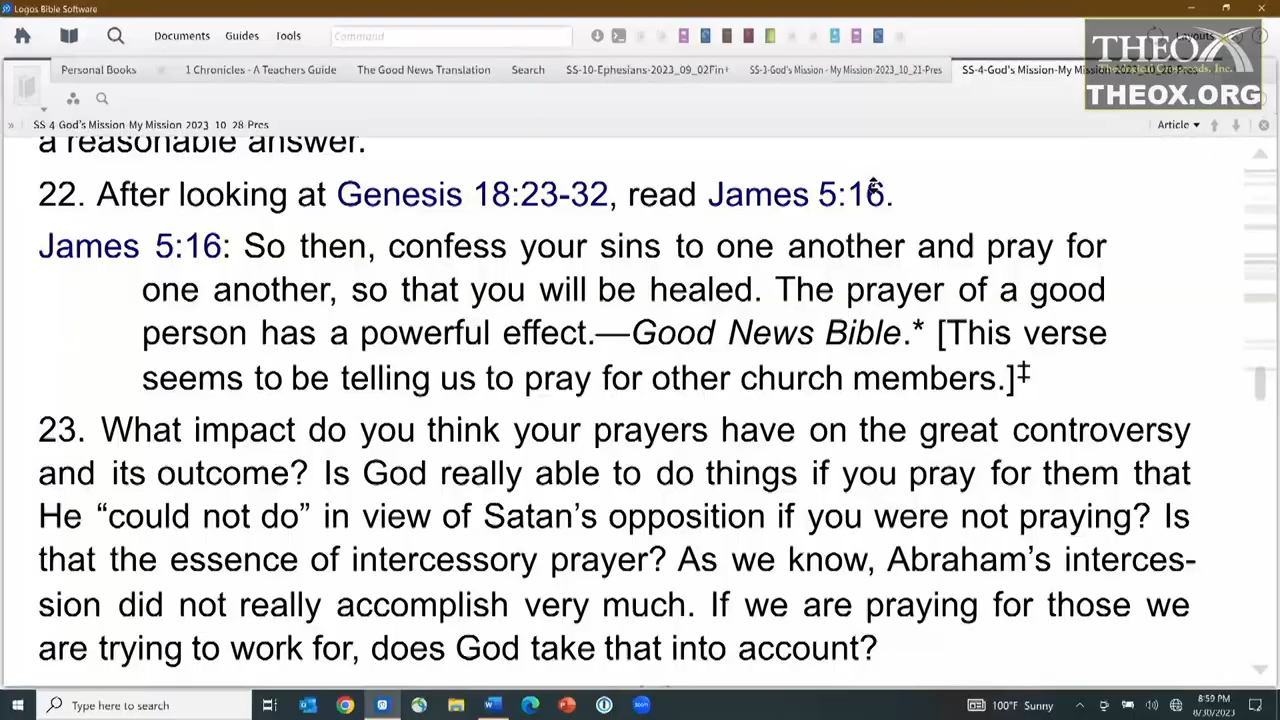 Logos Bible Software
Documents Guides Tools Command Layouts
THEOX
Theological Crossroads, Inc.
THEOX.ORG
Personal Books 1 Chronicles - A Teachers Guide The Good News Translation Search SS-10-Ephesians-2023_09_02Fin+ SS-3-God's Mission - My Mission-2023_10_21-Pres SS-4-God's Mission-My Mis
» SS 4 God's Mission-My Mission 2023 10 28 Pres Article
a reasonable answer.
22. After looking at Genesis 18:23-32, read James 5:16.
James 5:16: So then, confess your sins to one another and pray for
one another, so that you will be healed. The prayer of a good
person has a powerful effect.—Good News Bible.* [This verse
seems to be telling us to pray for other church members.]‡
23. What impact do you think your prayers have on the great controversy
and its outcome? Is God really able to do things if you pray for them that
He “could not do” in view of Satan’s opposition if you were not praying? Is
that the essence of intercessory prayer? As we know, Abraham’s interces-
sion did not really accomplish very much. If we are praying for those we
are trying to work for, does God take that into account?
Type here to search 100°F Sunny 8:59 PM
8/30/2023